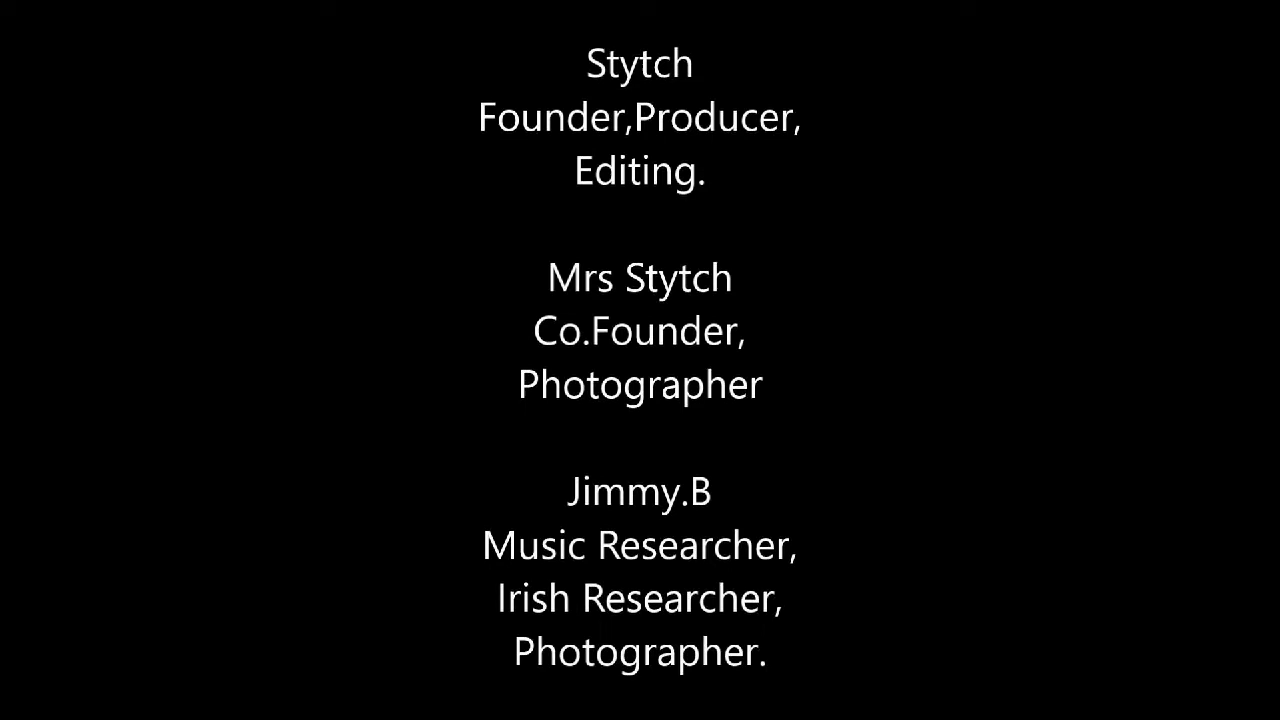 Stytch
Founder,Producer,
Editing.
Mrs Stytch
Co.Founder,
Photographer
Jimmy.B
Music Researcher,
Irish Researcher,
Photographer.